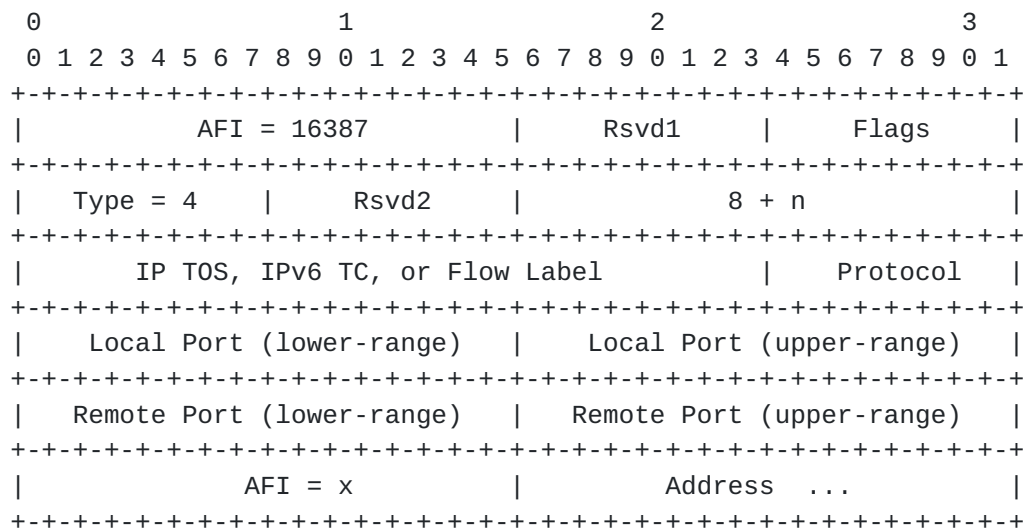 0                   1                   2                   3
 0 1 2 3 4 5 6 7 8 9 0 1 2 3 4 5 6 7 8 9 0 1 2 3 4 5 6 7 8 9 0 1
+-+-+-+-+-+-+-+-+-+-+-+-+-+-+-+-+-+-+-+-+-+-+-+-+-+-+-+-+-+-+-+-+
|           AFI = 16387         |     Rsvd1     |     Flags     |
+-+-+-+-+-+-+-+-+-+-+-+-+-+-+-+-+-+-+-+-+-+-+-+-+-+-+-+-+-+-+-+-+
|   Type = 4    |     Rsvd2     |             8 + n             |
+-+-+-+-+-+-+-+-+-+-+-+-+-+-+-+-+-+-+-+-+-+-+-+-+-+-+-+-+-+-+-+-+
|       IP TOS, IPv6 TC, or Flow Label          |    Protocol   |
+-+-+-+-+-+-+-+-+-+-+-+-+-+-+-+-+-+-+-+-+-+-+-+-+-+-+-+-+-+-+-+-+
|    Local Port (lower-range)   |    Local Port (upper-range)   |
+-+-+-+-+-+-+-+-+-+-+-+-+-+-+-+-+-+-+-+-+-+-+-+-+-+-+-+-+-+-+-+-+
|   Remote Port (lower-range)   |   Remote Port (upper-range)   |
+-+-+-+-+-+-+-+-+-+-+-+-+-+-+-+-+-+-+-+-+-+-+-+-+-+-+-+-+-+-+-+-+
|              AFI = x          |         Address  ...          |
+-+-+-+-+-+-+-+-+-+-+-+-+-+-+-+-+-+-+-+-+-+-+-+-+-+-+-+-+-+-+-+-+